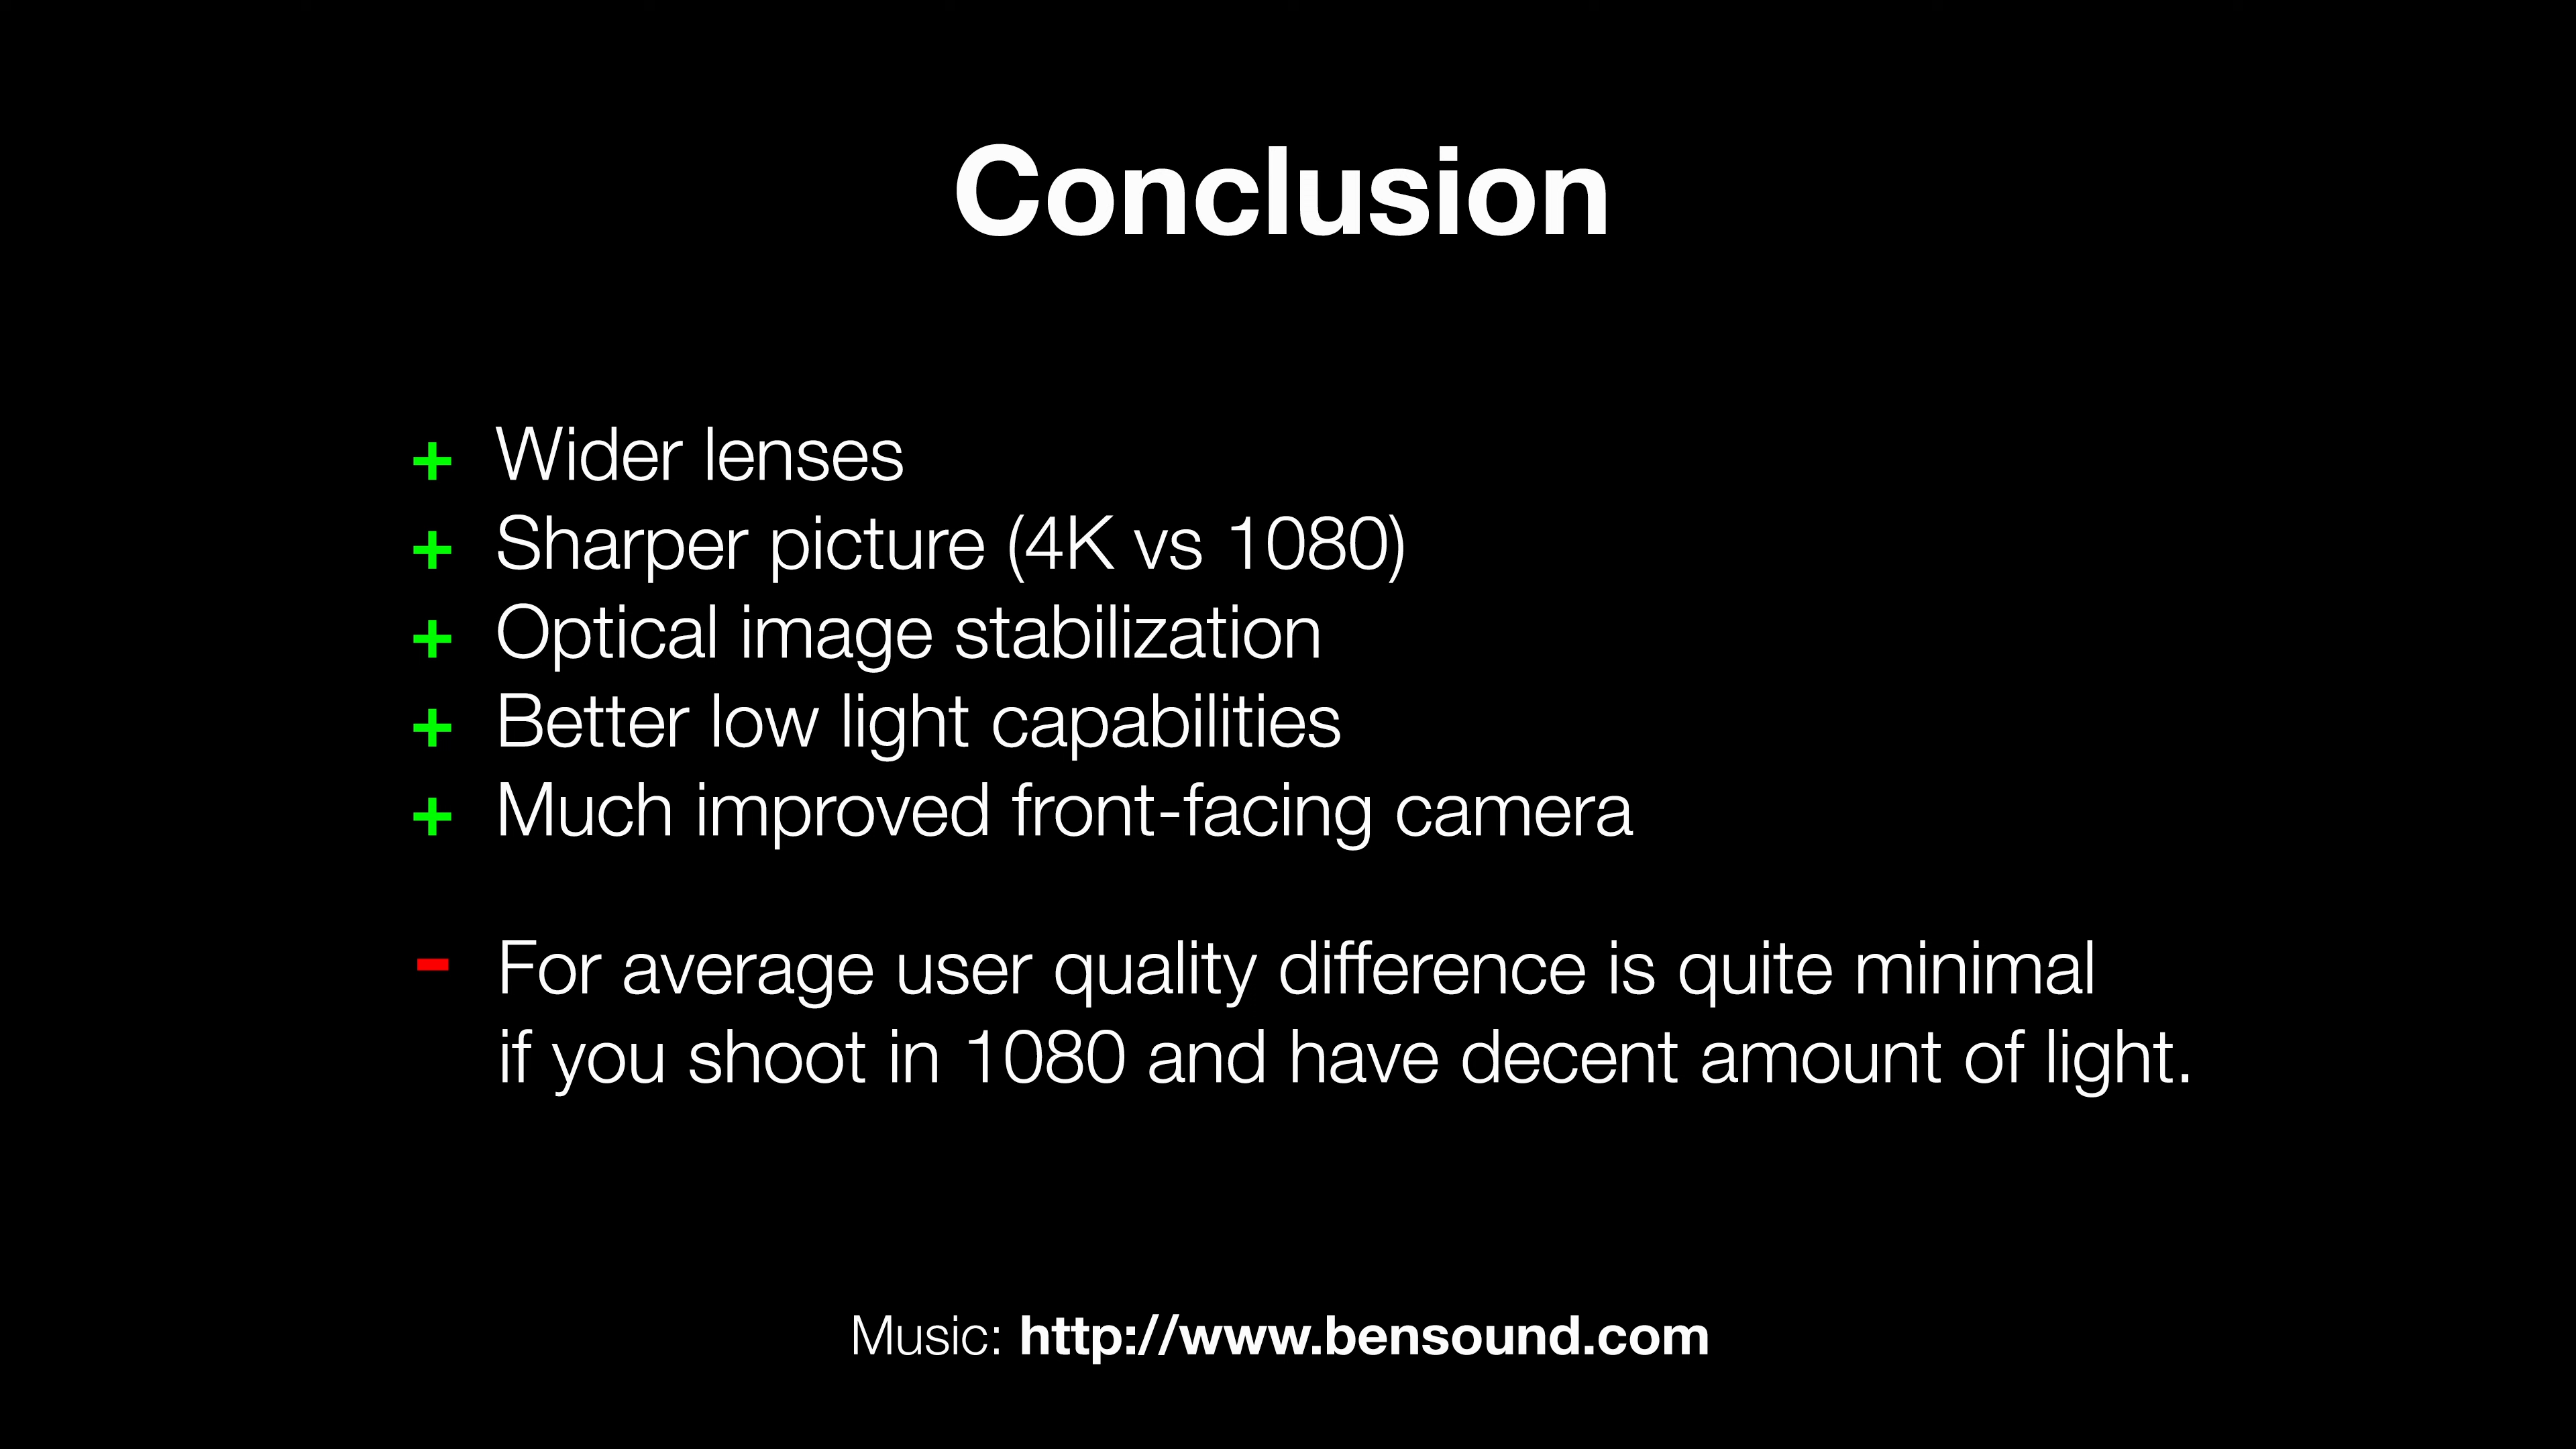 Conclusion
+ Wider lenses
+ Sharper picture (4K vs 1080)
+ Optical image stabilization
+ Better low light capabilities
+ Much improved front-facing camera
- For average user quality difference is quite minimal
if you shoot in 1080 and have decent amount of light.
Music: http://www.bensound.com